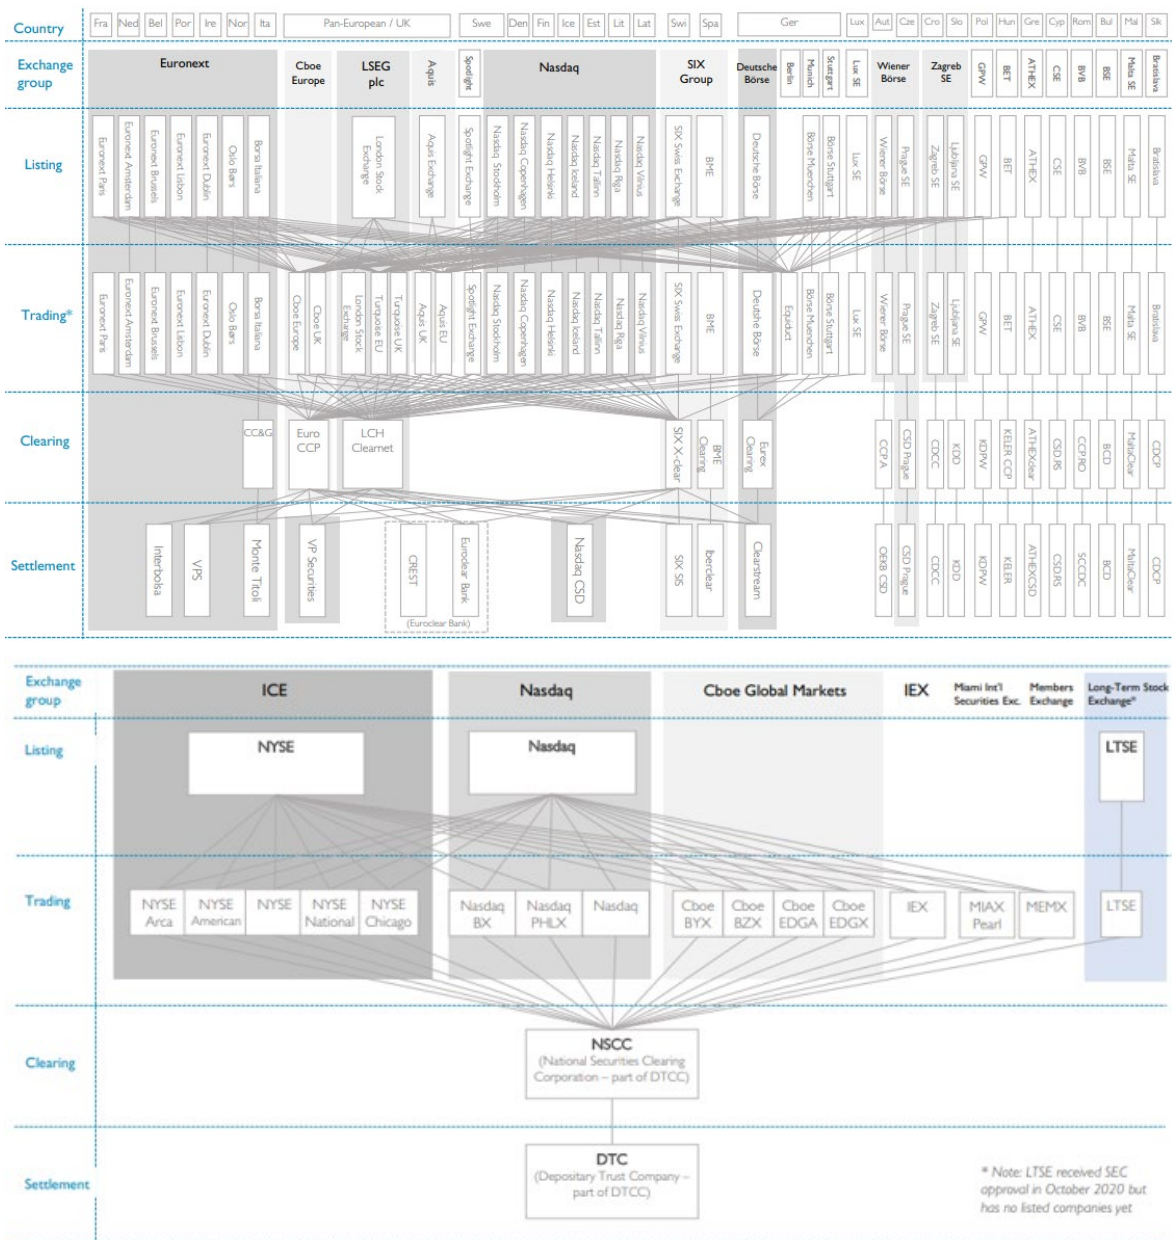 Country
Fra Ned Bel Por Ire Nor Ita Pan-European / UK Swe Den Fin Ice Est Lit Lat Swi Spa Ger Lux Aut Cze Cro Slo Pol Hun Gre Cyp Rom Bul Mal Slk
Exchange group
Euronext
Cboe Europe
LSEG plc
Aquis
Spotlight
Nasdaq
SIX Group
Deutsche Börse
Berlin
Munich
Stuttgart
Lux SE
Wiener Börse
Zagreb SE
GPW
BET
ATHEX
CSE
BVB
BSE
Malta SE
Bratislava
Listing
Euronext Paris
Euronext Amsterdam
Euronext Brussels
Euronext Lisbon
Euronext Dublin
Oslo Børs
Borsa Italiana
London Stock Exchange
Aquis Exchange
Spotlight Exchange
Nasdaq Stockholm
Nasdaq Copenhagen
Nasdaq Helsinki
Nasdaq Iceland
Nasdaq Tallinn
Nasdaq Riga
Nasdaq Vilnius
SIX Swiss Exchange
BME
Deutsche Börse
Börse Muenchen
Börse Stuttgart
Lux SE
Wiener Börse
Prague SE
Zagreb SE
Ljubljana SE
GPW
BET
ATHEX
CSE
BVB
BSE
Malta SE
Bratislava
Trading*
Euronext Paris
Euronext Amsterdam
Euronext Brussels
Euronext Lisbon
Euronext Dublin
Oslo Børs
Borsa Italiana
Cboe Europe
Cboe UK
London Stock Exchange
Turquoise EU
Turquoise UK
Aquis UK
Aquis EU
Spotlight Exchange
Nasdaq Stockholm
Nasdaq Copenhagen
Nasdaq Helsinki
Nasdaq Iceland
Nasdaq Tallinn
Nasdaq Riga
Nasdaq Vilnius
SIX Swiss Exchange
BME
Deutshe Börse
Equiduct
Börse Muenchen
Börse Stuttgart
Lux SE
Wiener Börse
Prague SE
Zagreb SE
Ljubljana SE
GPW
BET
ATHEX
CSE
BVB
BSE
Malta SE
Clearing
CC&G
Euro CCP
LCH Clearnet
SIX X-clear
BME Clearing
Eurex Clearing
CCP.A
CSD Prague
CDCC
KDD
KDPW
KELER CCP
ATHEXclear
CSD.RS
CCP.RO
BCD
MaltaClear
CDCP
Settlement
Interbolsa
VPS
Monte Titoli
VP Securities
CREST
Euroclear Bank
(Euroclear Bank)
Nasdaq CSD
SIX SIS
Iberclear
Clearstream
OEKB CSD
CSD Prague
CDCC
KDD
KDPW
KELER
ATHEXCSD
CSD.RS
SCCDC
BCD
MaltaClear
CDCP
Exchange group
ICE
Nasdaq
Cboe Global Markets
IEX
Miami Int'l Securities Exc.
Members Exchange
Long-Term Stock Exchange*
Listing
NYSE
Nasdaq
LTSE
Trading
NYSE Arca
NYSE American
NYSE
NYSE National
NYSE Chicago
Nasdaq BX
Nasdaq PHLX
Nasdaq
Cboe BYX
Cboe BZX
Cboe EDGA
Cboe EDGX
IEX
MIAX Pearl
MEMX
LTSE
Clearing
NSCC
(National Securities Clearing
Corporation – part of DTCC)
Settlement
DTC
(Depositary Trust Company –
part of DTCC)
* Note: LTSE received SEC
approval in October 2020 but
has no listed companies yet